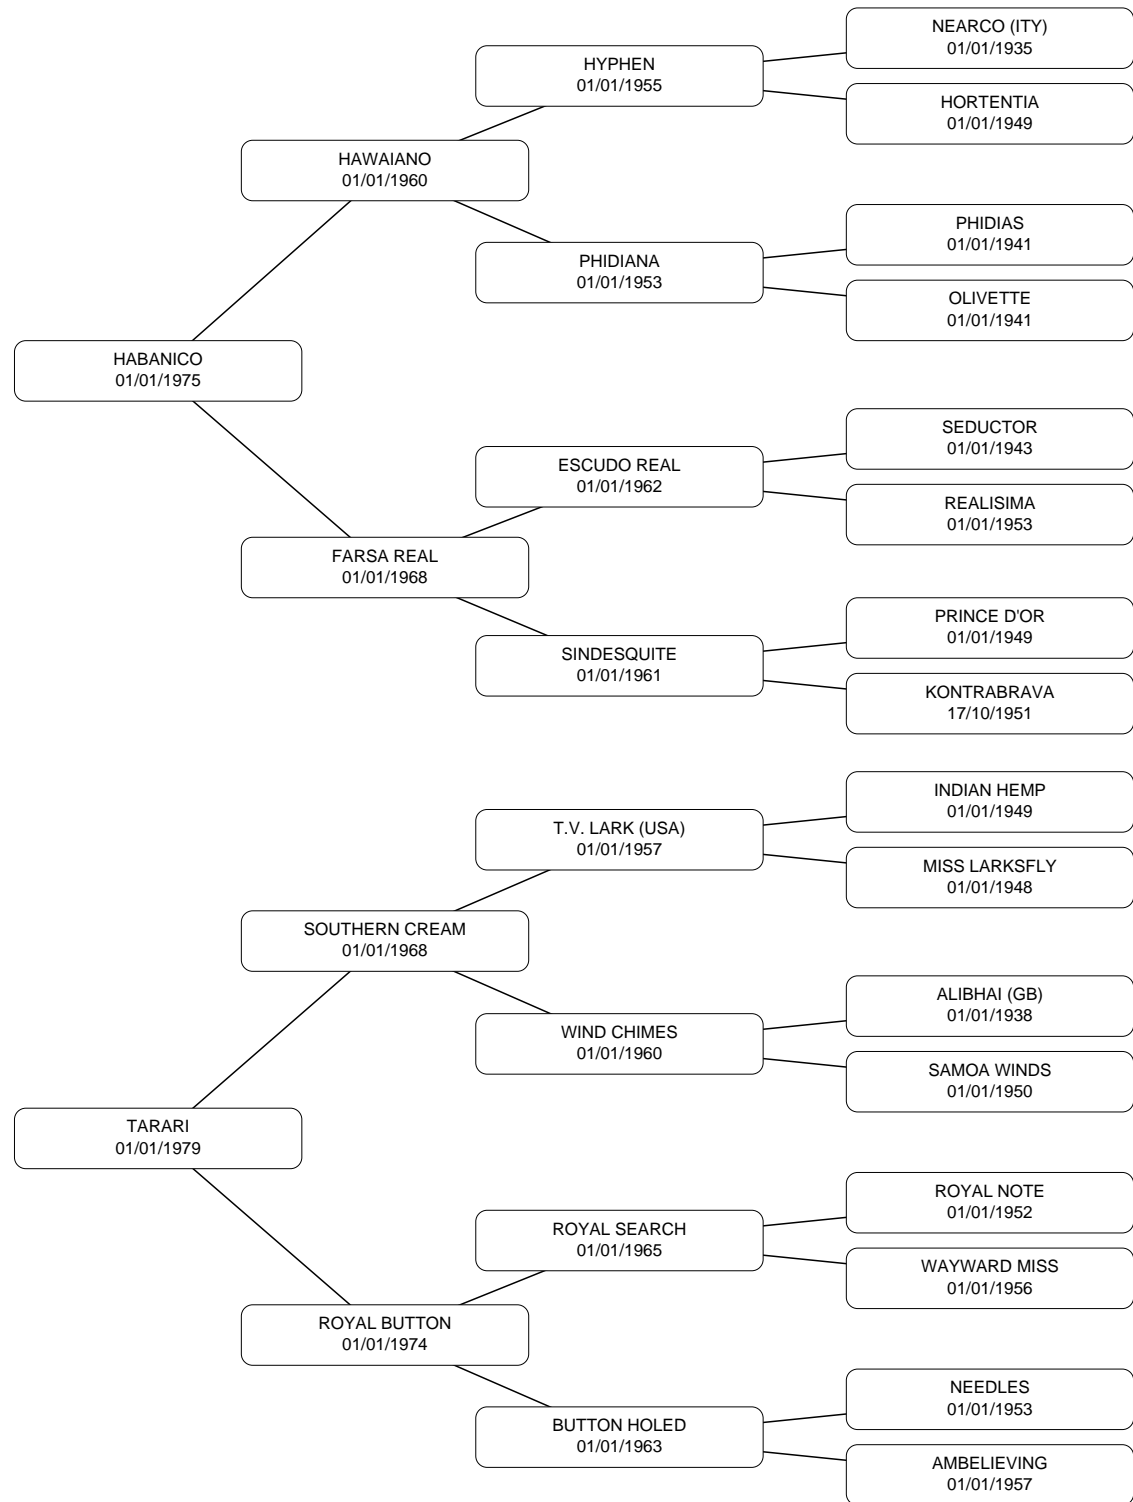 NEARCO (ITY)
01/01/1935
HYPHEN
01/01/1955
HORTENTIA
01/01/1949
HAWAIANO
01/01/1960
PHIDIAS
01/01/1941
PHIDIANA
01/01/1953
OLIVETTE
01/01/1941
HABANICO
01/01/1975
SEDUCTOR
01/01/1943
ESCUDO REAL
01/01/1962
REALISIMA
01/01/1953
FARSA REAL
01/01/1968
PRINCE D'OR
01/01/1949
SINDESQUITE
01/01/1961
KONTRABRAVA
17/10/1951
INDIAN HEMP
01/01/1949
T.V. LARK (USA)
01/01/1957
MISS LARKSFLY
01/01/1948
SOUTHERN CREAM
01/01/1968
ALIBHAI (GB)
01/01/1938
WIND CHIMES
01/01/1960
SAMOA WINDS
01/01/1950
TARARI
01/01/1979
ROYAL NOTE
01/01/1952
ROYAL SEARCH
01/01/1965
WAYWARD MISS
01/01/1956
ROYAL BUTTON
01/01/1974
NEEDLES
01/01/1953
BUTTON HOLED
01/01/1963
AMBELIEVING
01/01/1957